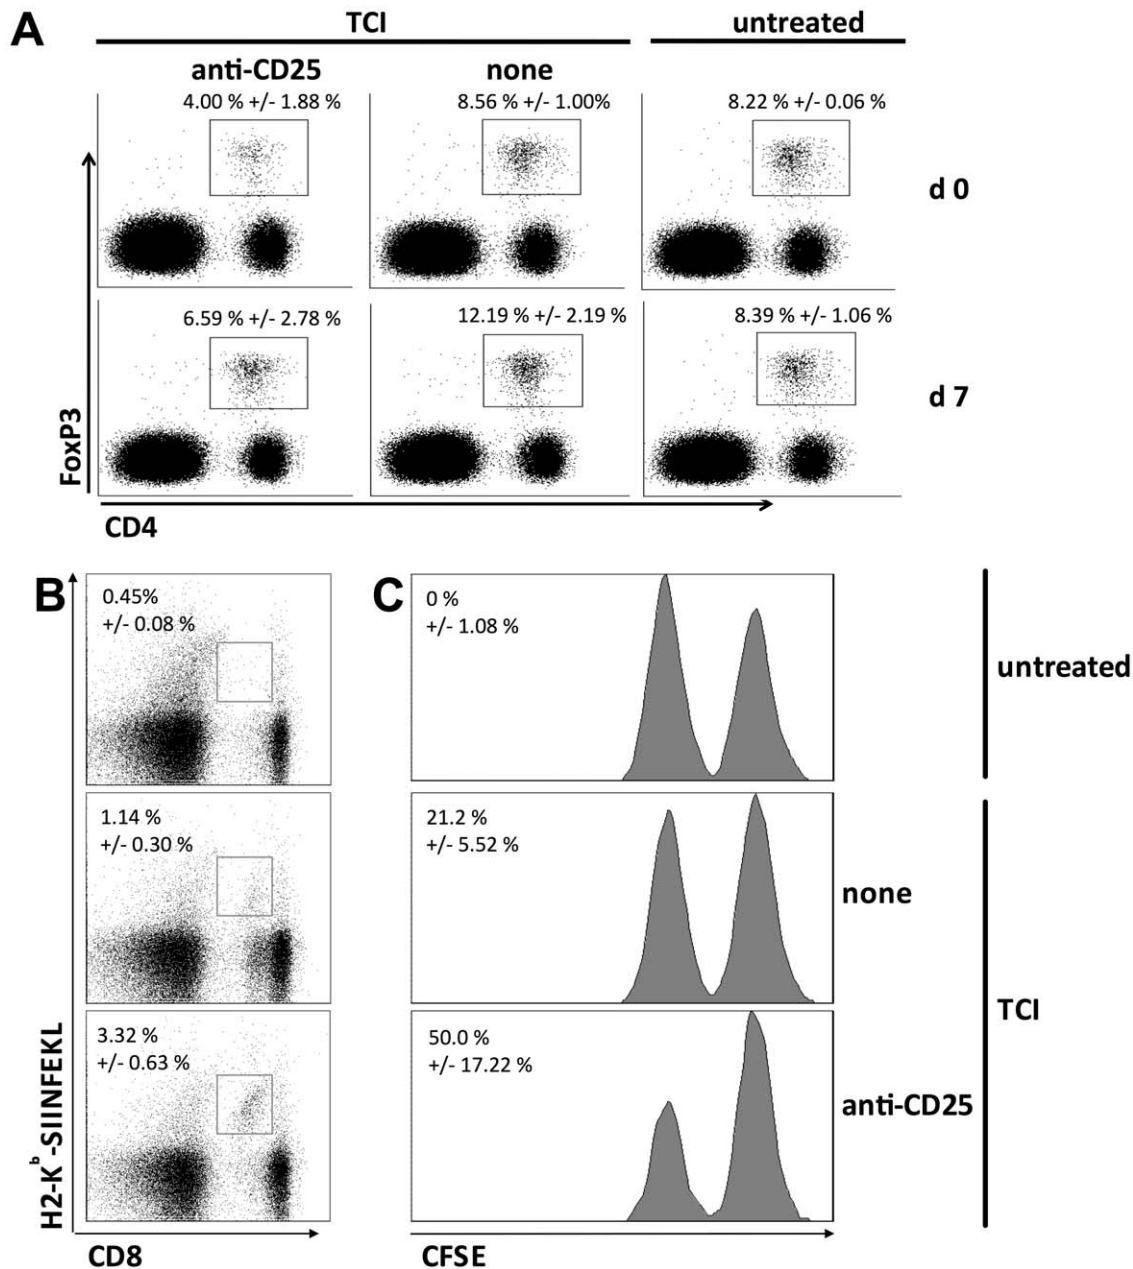 A
TCI
untreated
anti-CD25
none
4.00 % +/- 1.88 %
8.56 % +/- 1.00%
8.22 % +/- 0.06 %
d 0
6.59 % +/- 2.78 %
12.19 % +/- 2.19 %
8.39 % +/- 1.06 %
d 7
FoxP3
CD4
B
0.45%
+/- 0.08 %
1.14 %
+/- 0.30 %
3.32 %
+/- 0.63 %
H2-Kᵇ-SIINFEKL
CD8
C
0 %
+/- 1.08 %
untreated
21.2 %
+/- 5.52 %
none
TCI
50.0 %
+/- 17.22 %
anti-CD25
CFSE